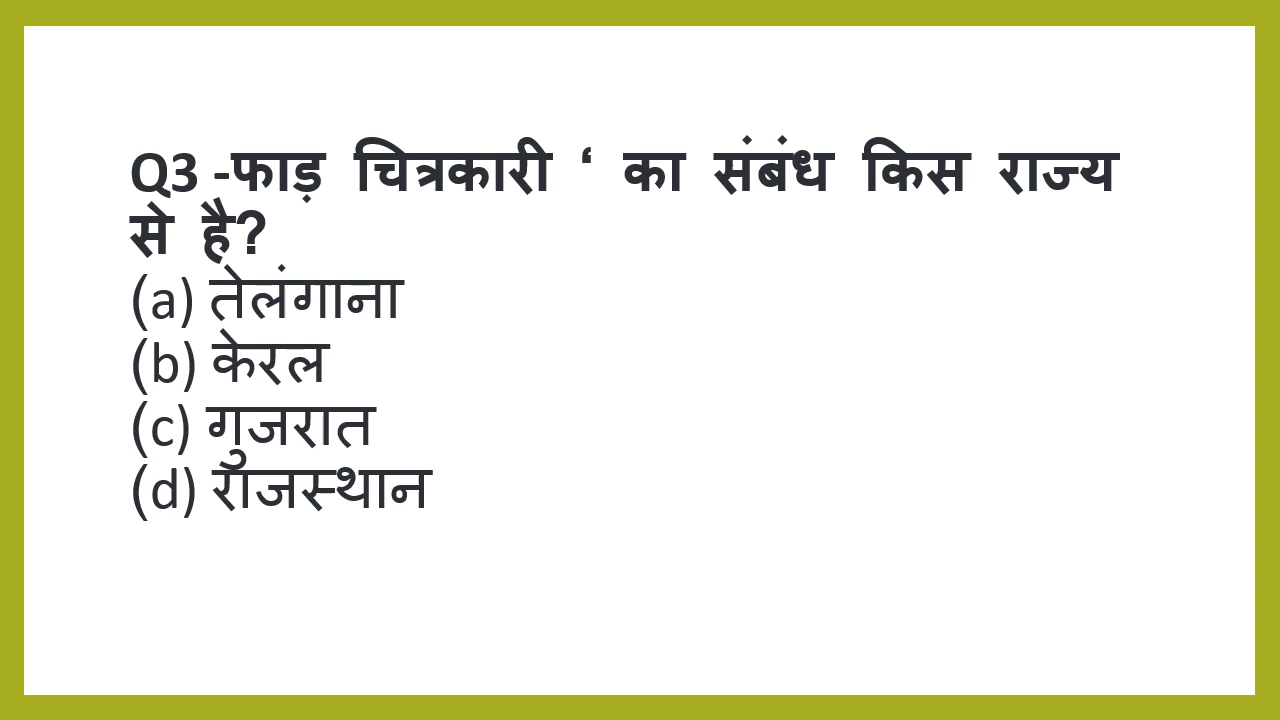 Q3 -फाड़ चित्रकारी ‘ का संबंध किस राज्य
से है?
(a) तेलंगाना
(b) केरल
(c) गुजरात
(d) राजस्थान